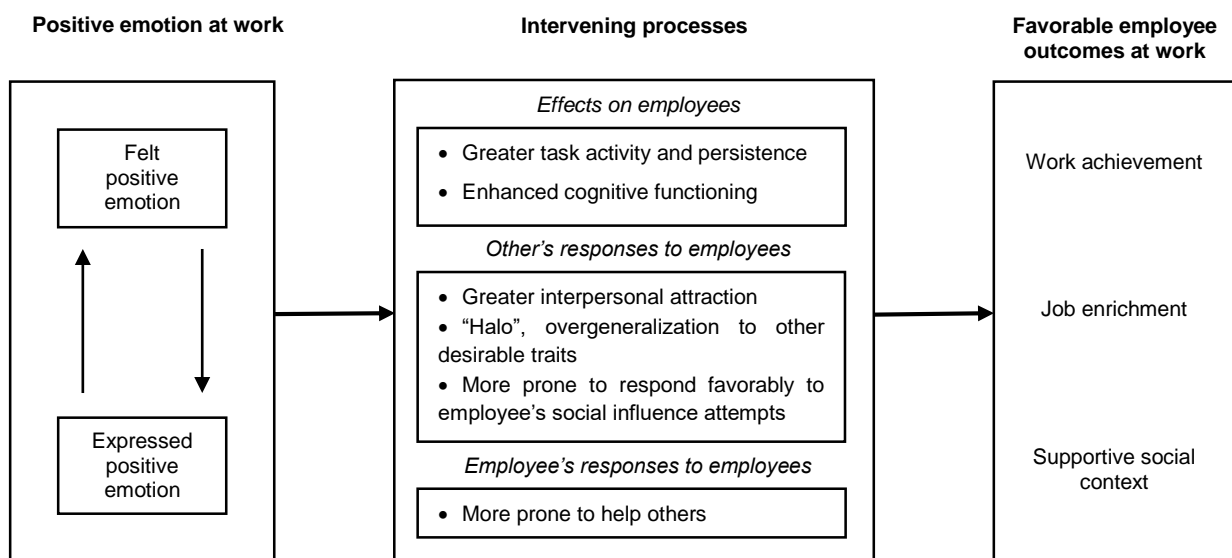 Positive emotion at work
Intervening processes
Favorable employee
outcomes at work
Felt
positive
emotion
Expressed
positive
emotion
Effects on employees
• Greater task activity and persistence
• Enhanced cognitive functioning
Other's responses to employees
• Greater interpersonal attraction
• “Halo”, overgeneralization to other
desirable traits
• More prone to respond favorably to
employee's social influence attempts
Employee's responses to employees
• More prone to help others
Work achievement
Job enrichment
Supportive social
context